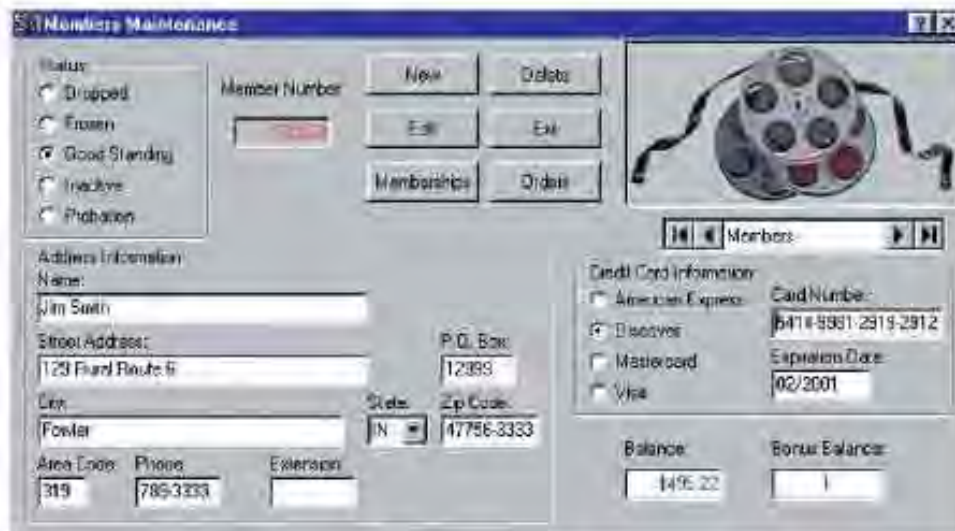 Members Maintenance
Status:
Dropped
Frozen
Good Standing
Inactive
Probation
Member Number
New
Delete
Edit
Exit
Memberships
Orders
Members
Address Information
Name:
Jim Smith
Street Address:
P.O. Box:
129 Rural Route 6
12999
City:
State:
Zip Code:
Fowler
IN
47756-3333
Area Code:
Phone:
Extension:
319
789-3333
Credit Card Information
American Express
Discover
Mastercard
Visa
Card Number:
6414-9981-2919-2912
Expiration Date:
02/2001
Balance:
Bonus Balance:
$495.22
1